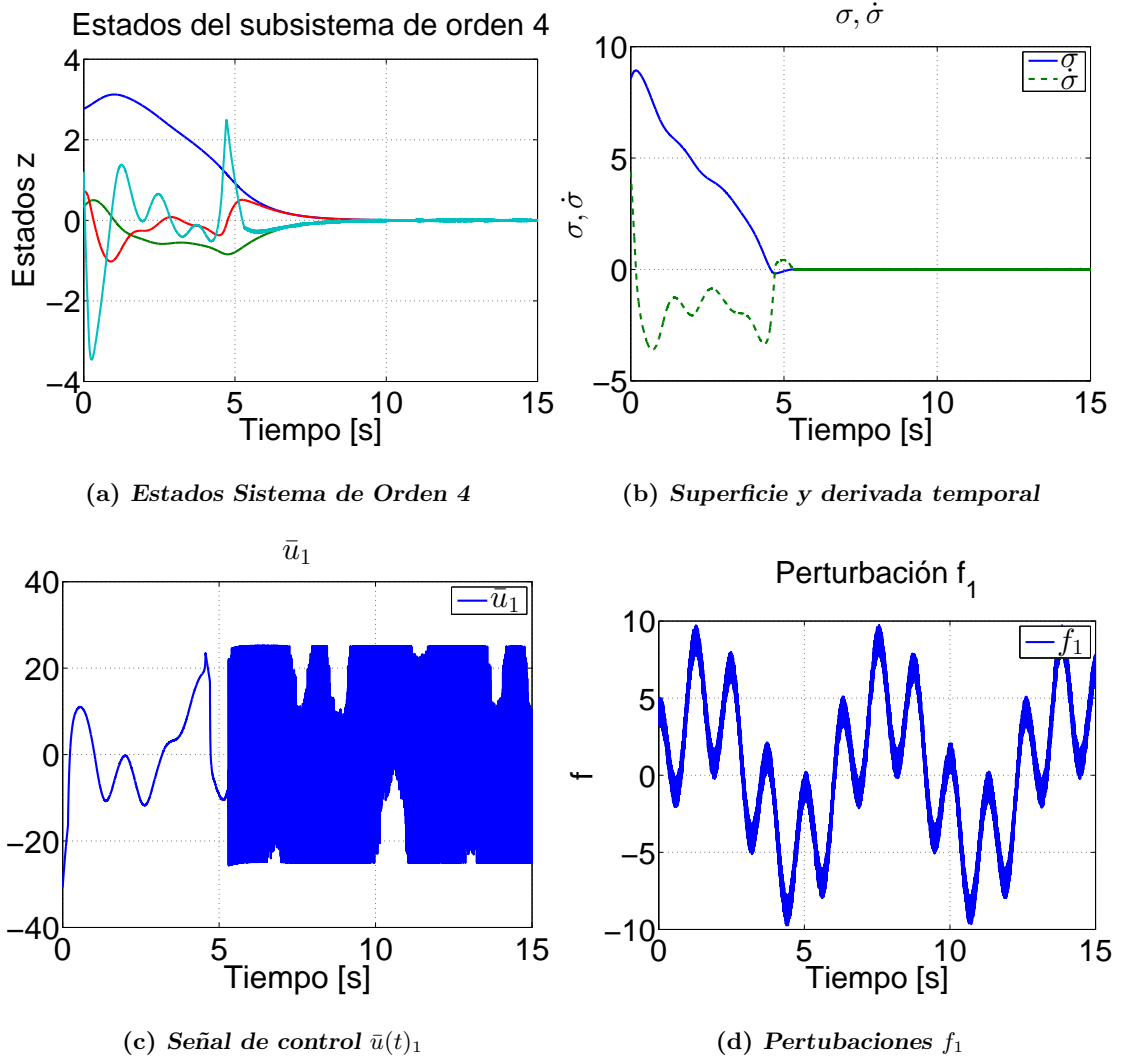 Estados del subsistema de orden 4
4
2
0
−2
−4
0
5
10
15
Estados z
Tiempo [s]
(a) Estados Sistema de Orden 4
σ, σ̇
10
5
0
−5
0
5
10
15
σ, σ̇
σ
σ̇
Tiempo [s]
(b) Superficie y derivada temporal
ū₁
40
20
0
−20
−40
0
5
10
15
ū₁
Tiempo [s]
(c) Señal de control ū(t)₁
Perturbación f₁
10
5
0
−5
−10
0
5
10
15
f
f₁
Tiempo [s]
(d) Pertubaciones f₁